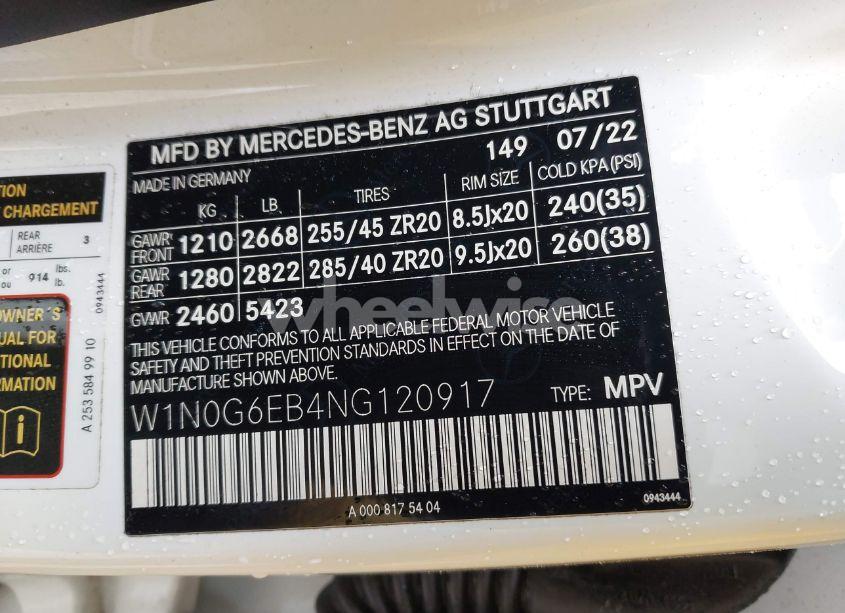 MFD BY MERCEDES-BENZ AG STUTTGART
149 07/22
MADE IN GERMANY
KG LB TIRES RIM SIZE COLD KPA (PSI)
GAWR FRONT 1210 2668 255/45 ZR20 8.5Jx20 240(35)
GAWR REAR 1280 2822 285/40 ZR20 9.5Jx20 260(38)
GVWR 2460 5423
THIS VEHICLE CONFORMS TO ALL APPLICABLE FEDERAL MOTOR VEHICLE
SAFETY AND THEFT PREVENTION STANDARDS IN EFFECT ON THE DATE OF
MANUFACTURE SHOWN ABOVE.
W1N0G6EB4NG120917 TYPE: MPV
A 000 817 54 04
0943444
CHARGEMENT
REAR
ARRIÈRE 3
or
ou 914 lbs.
lb.
0943444
OWNER´S
FOR
INFORMATION
A 253 584 99 10
wheelwise